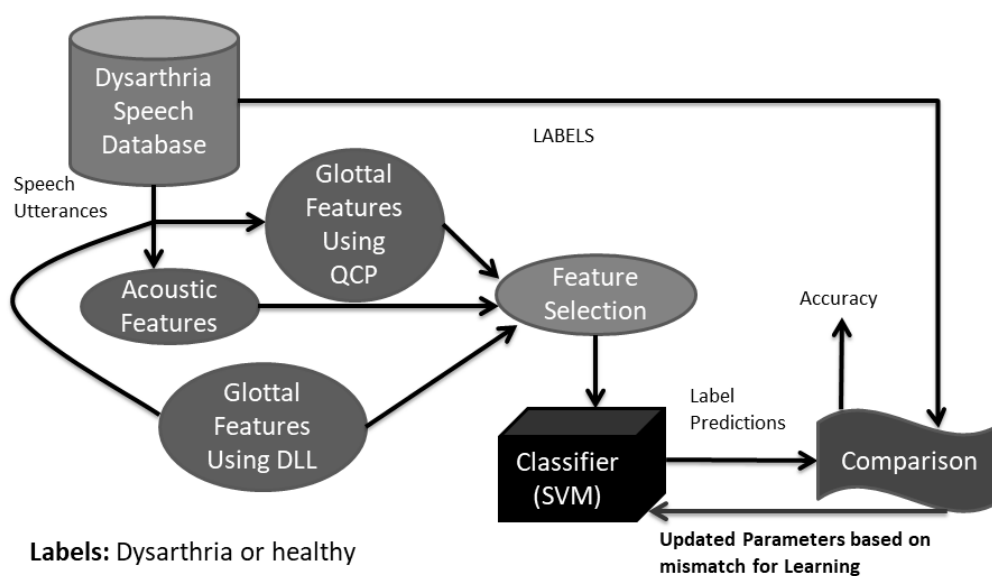 Dysarthria
Speech
Database
LABELS
Speech
Utterances
Glottal
Features
Using
QCP
Acoustic
Features
Feature
Selection
Accuracy
Glottal
Features
Using DLL
Label
Predictions
Classifier
(SVM)
Comparison
Labels: Dysarthria or healthy
Updated Parameters based on
mismatch for Learning